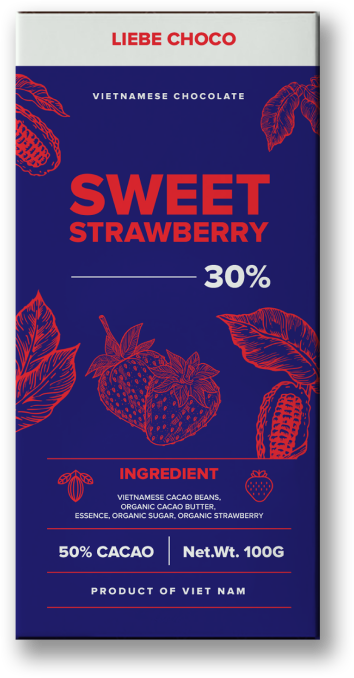 LIEBE CHOCO
VIETNAMESE CHOCOLATE
SWEET
STRAWBERRY
30%
INGREDIENT
VIETNAMESE CACAO BEANS,
ORGANIC CACAO BUTTER,
ESSENCE, ORGANIC SUGAR, ORGANIC STRAWBERRY
50% CACAO
Net.Wt. 100G
PRODUCT OF VIET NAM